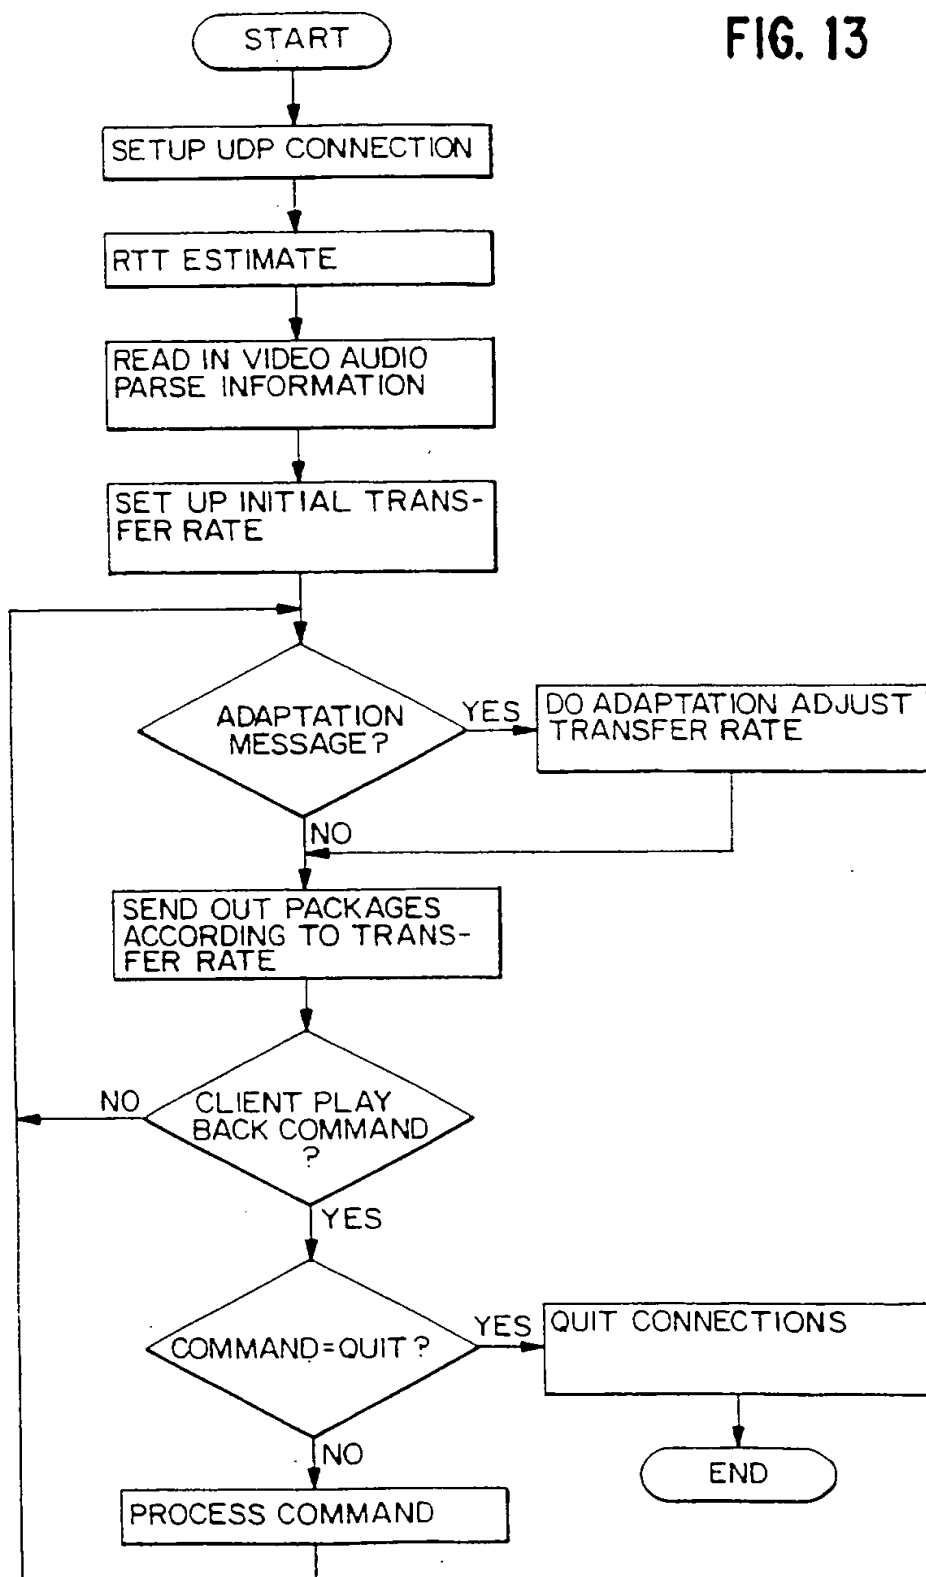 FIG. 13
START
SETUP UDP CONNECTION
RTT ESTIMATE
READ IN VIDEO AUDIO
PARSE INFORMATION
SET UP INITIAL TRANS-
FER RATE
ADAPTATION
MESSAGE?
YES
DO ADAPTATION ADJUST
TRANSFER RATE
NO
SEND OUT PACKAGES
ACCORDING TO TRANS-
FER RATE
NO
CLIENT PLAY
BACK COMMAND
?
YES
COMMAND=QUIT?
YES
QUIT CONNECTIONS
NO
END
PROCESS COMMAND